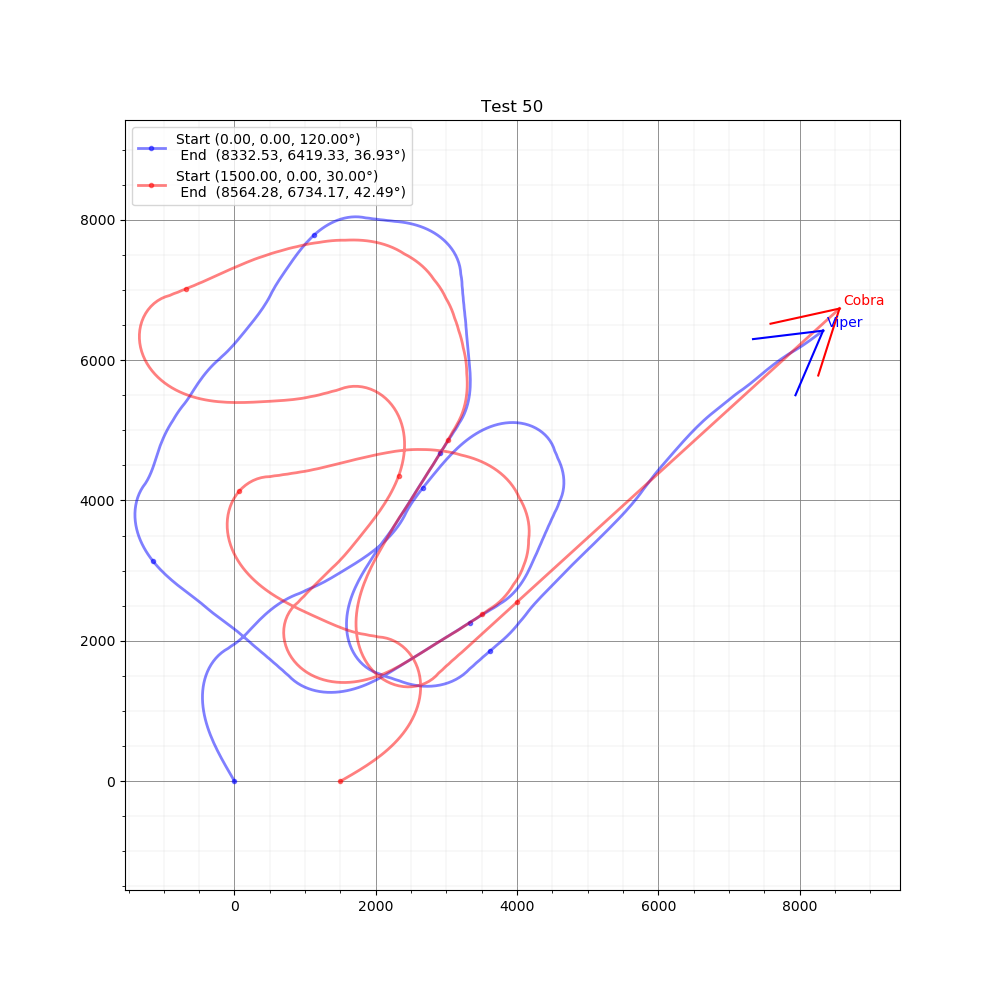 Test 50
Start (0.00, 0.00, 120.00°)
End  (8332.53, 6419.33, 36.93°)
Start (1500.00, 0.00, 30.00°)
End  (8564.28, 6734.17, 42.49°)
8000
6000
4000
2000
0
Cobra
Viper
0
2000
4000
6000
8000